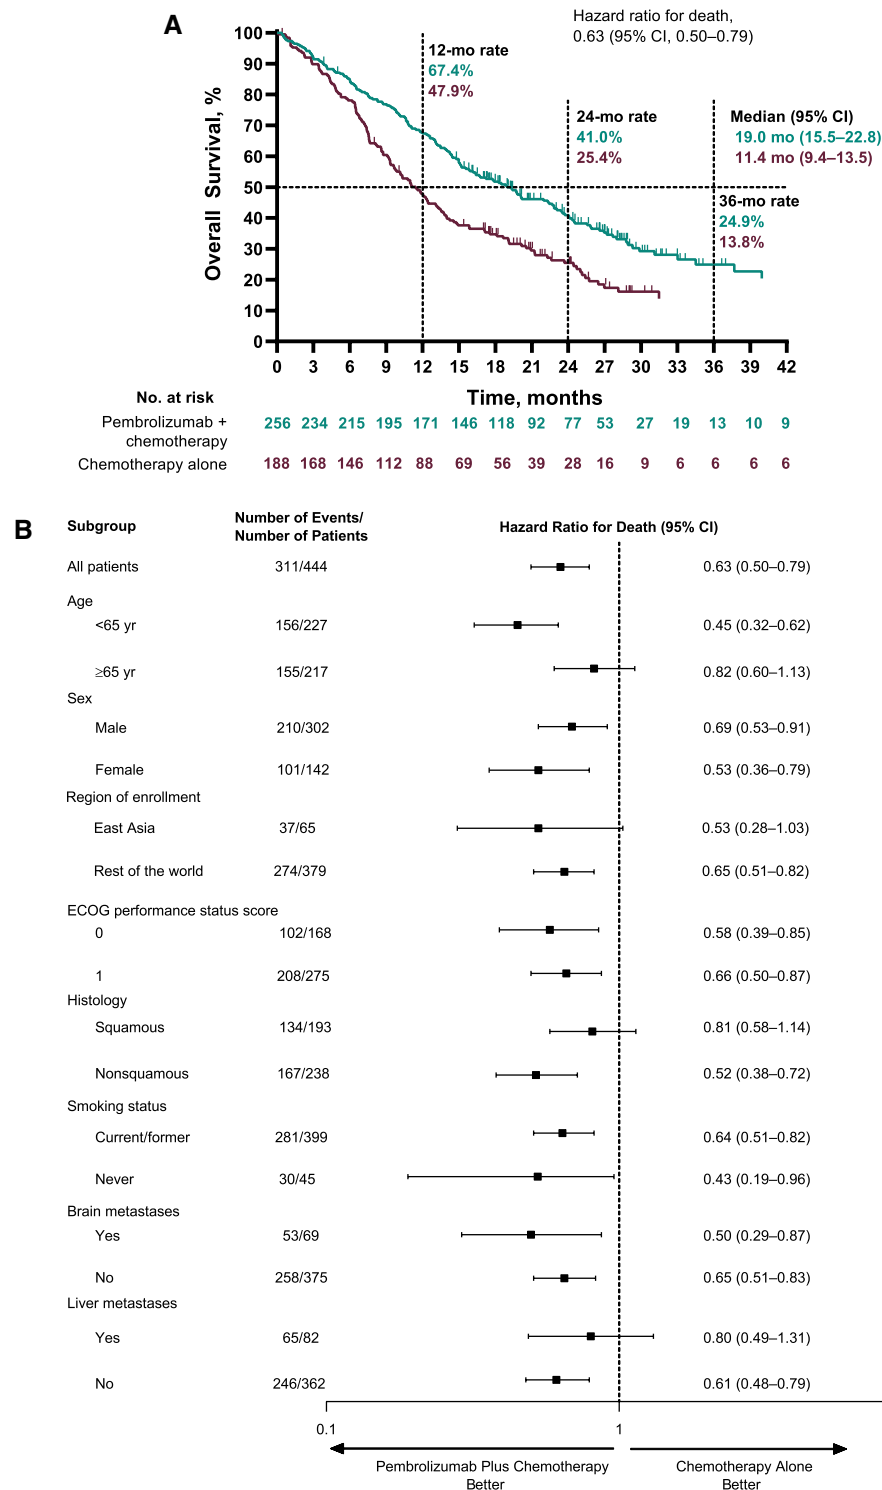 A
Hazard ratio for death,
0.63 (95% CI, 0.50–0.79)
Overall Survival, %
100
90
80
70
60
50
40
30
20
10
0
12-mo rate
67.4%
47.9%
24-mo rate
41.0%
25.4%
Median (95% CI)
19.0 mo (15.5–22.8)
11.4 mo (9.4–13.5)
36-mo rate
24.9%
13.8%
0 3 6 9 12 15 18 21 24 27 30 33 36 39 42
Time, months
No. at risk
Pembrolizumab + chemotherapy 256 234 215 195 171 146 118 92 77 53 27 19 13 10 9
Chemotherapy alone 188 168 146 112 88 69 56 39 28 16 9 6 6 6 6
B
Subgroup Number of Events/ Number of Patients Hazard Ratio for Death (95% CI)
All patients 311/444 0.63 (0.50–0.79)
Age
<65 yr 156/227 0.45 (0.32–0.62)
≥65 yr 155/217 0.82 (0.60–1.13)
Sex
Male 210/302 0.69 (0.53–0.91)
Female 101/142 0.53 (0.36–0.79)
Region of enrollment
East Asia 37/65 0.53 (0.28–1.03)
Rest of the world 274/379 0.65 (0.51–0.82)
ECOG performance status score
0 102/168 0.58 (0.39–0.85)
1 208/275 0.66 (0.50–0.87)
Histology
Squamous 134/193 0.81 (0.58–1.14)
Nonsquamous 167/238 0.52 (0.38–0.72)
Smoking status
Current/former 281/399 0.64 (0.51–0.82)
Never 30/45 0.43 (0.19–0.96)
Brain metastases
Yes 53/69 0.50 (0.29–0.87)
No 258/375 0.65 (0.51–0.83)
Liver metastases
Yes 65/82 0.80 (0.49–1.31)
No 246/362 0.61 (0.48–0.79)
0.1 1
Pembrolizumab Plus Chemotherapy Better
Chemotherapy Alone Better